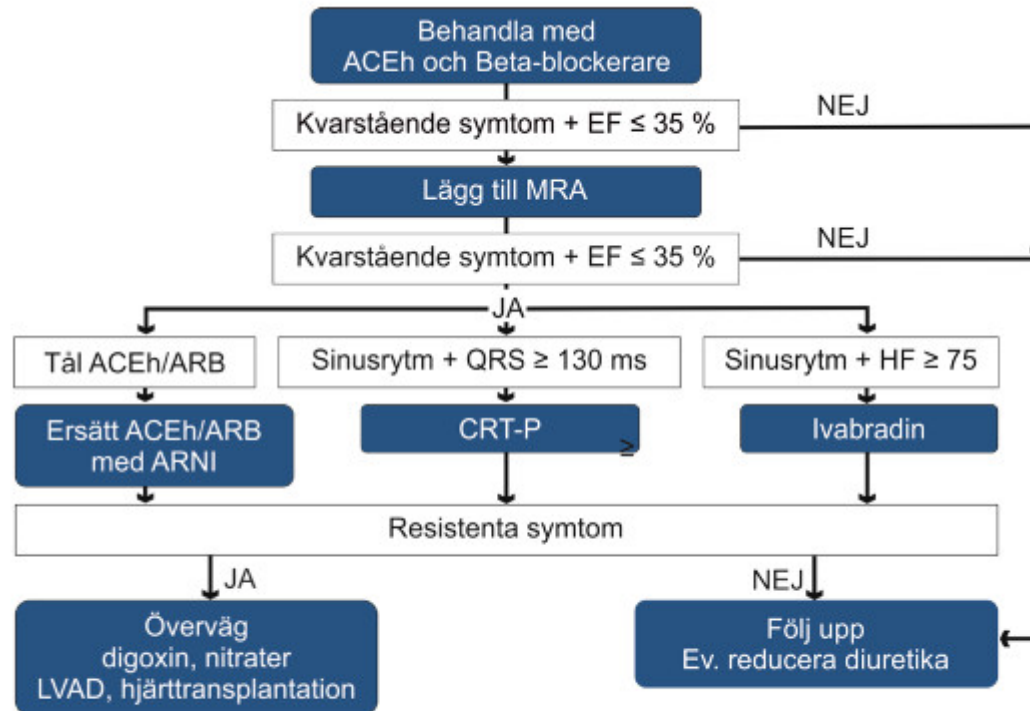 Behandla med
ACEh och Beta-blockerare
Kvarstående symtom + EF ≤ 35 %
NEJ
Lägg till MRA
Kvarstående symtom + EF ≤ 35 %
NEJ
JA
Tål ACEh/ARB
Sinusrytm + QRS ≥ 130 ms
Sinusrytm + HF ≥ 75
Ersätt ACEh/ARB
med ARNI
CRT-P
≥
Ivabradin
Resistenta symtom
JA
NEJ
Överväg
digoxin, nitrater
LVAD, hjärttransplantation
Följ upp
Ev. reducera diuretika